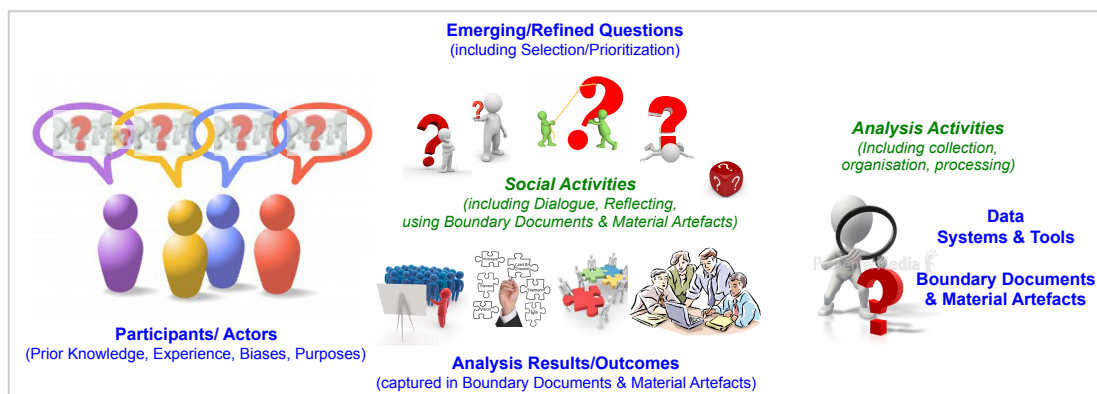 Emerging/Refined Questions
(including Selection/Prioritization)
Analysis Activities
(Including collection,
organisation, processing)
Social Activities
(including Dialogue, Reflecting,
using Boundary Documents & Material Artefacts)
Data
Systems & Tools
Boundary Documents
& Material Artefacts
Participants/ Actors
(Prior Knowledge, Experience, Biases, Purposes)
Analysis Results/Outcomes
(captured in Boundary Documents & Material Artefacts)